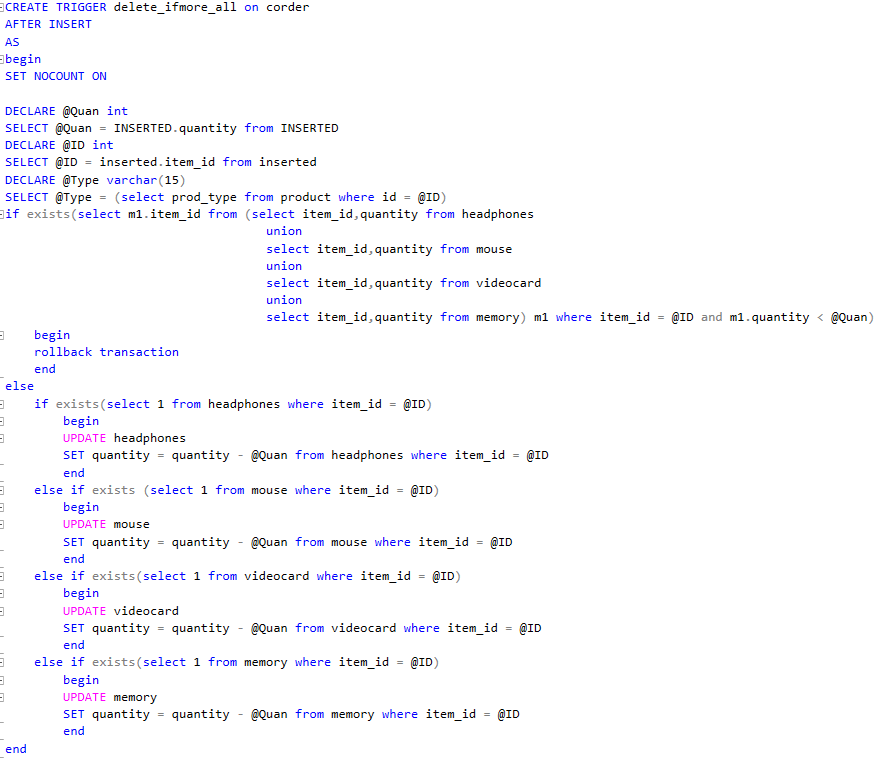 CREATE TRIGGER delete_ifmore_all on corder
AFTER INSERT
AS
begin
SET NOCOUNT ON
DECLARE @Quan int
SELECT @Quan = INSERTED.quantity from INSERTED
DECLARE @ID int
SELECT @ID = inserted.item_id from inserted
DECLARE @Type varchar(15)
SELECT @Type = (select prod_type from product where id = @ID)
if exists(select m1.item_id from (select item_id,quantity from headphones
union
select item_id,quantity from mouse
union
select item_id,quantity from videocard
union
select item_id,quantity from memory) m1 where item_id = @ID and m1.quantity < @Quan)
begin
rollback transaction
end
else
if exists(select 1 from headphones where item_id = @ID)
begin
UPDATE headphones
SET quantity = quantity - @Quan from headphones where item_id = @ID
end
else if exists (select 1 from mouse where item_id = @ID)
begin
UPDATE mouse
SET quantity = quantity - @Quan from mouse where item_id = @ID
end
else if exists(select 1 from videocard where item_id = @ID)
begin
UPDATE videocard
SET quantity = quantity - @Quan from videocard where item_id = @ID
end
else if exists(select 1 from memory where item_id = @ID)
begin
UPDATE memory
SET quantity = quantity - @Quan from memory where item_id = @ID
end
end